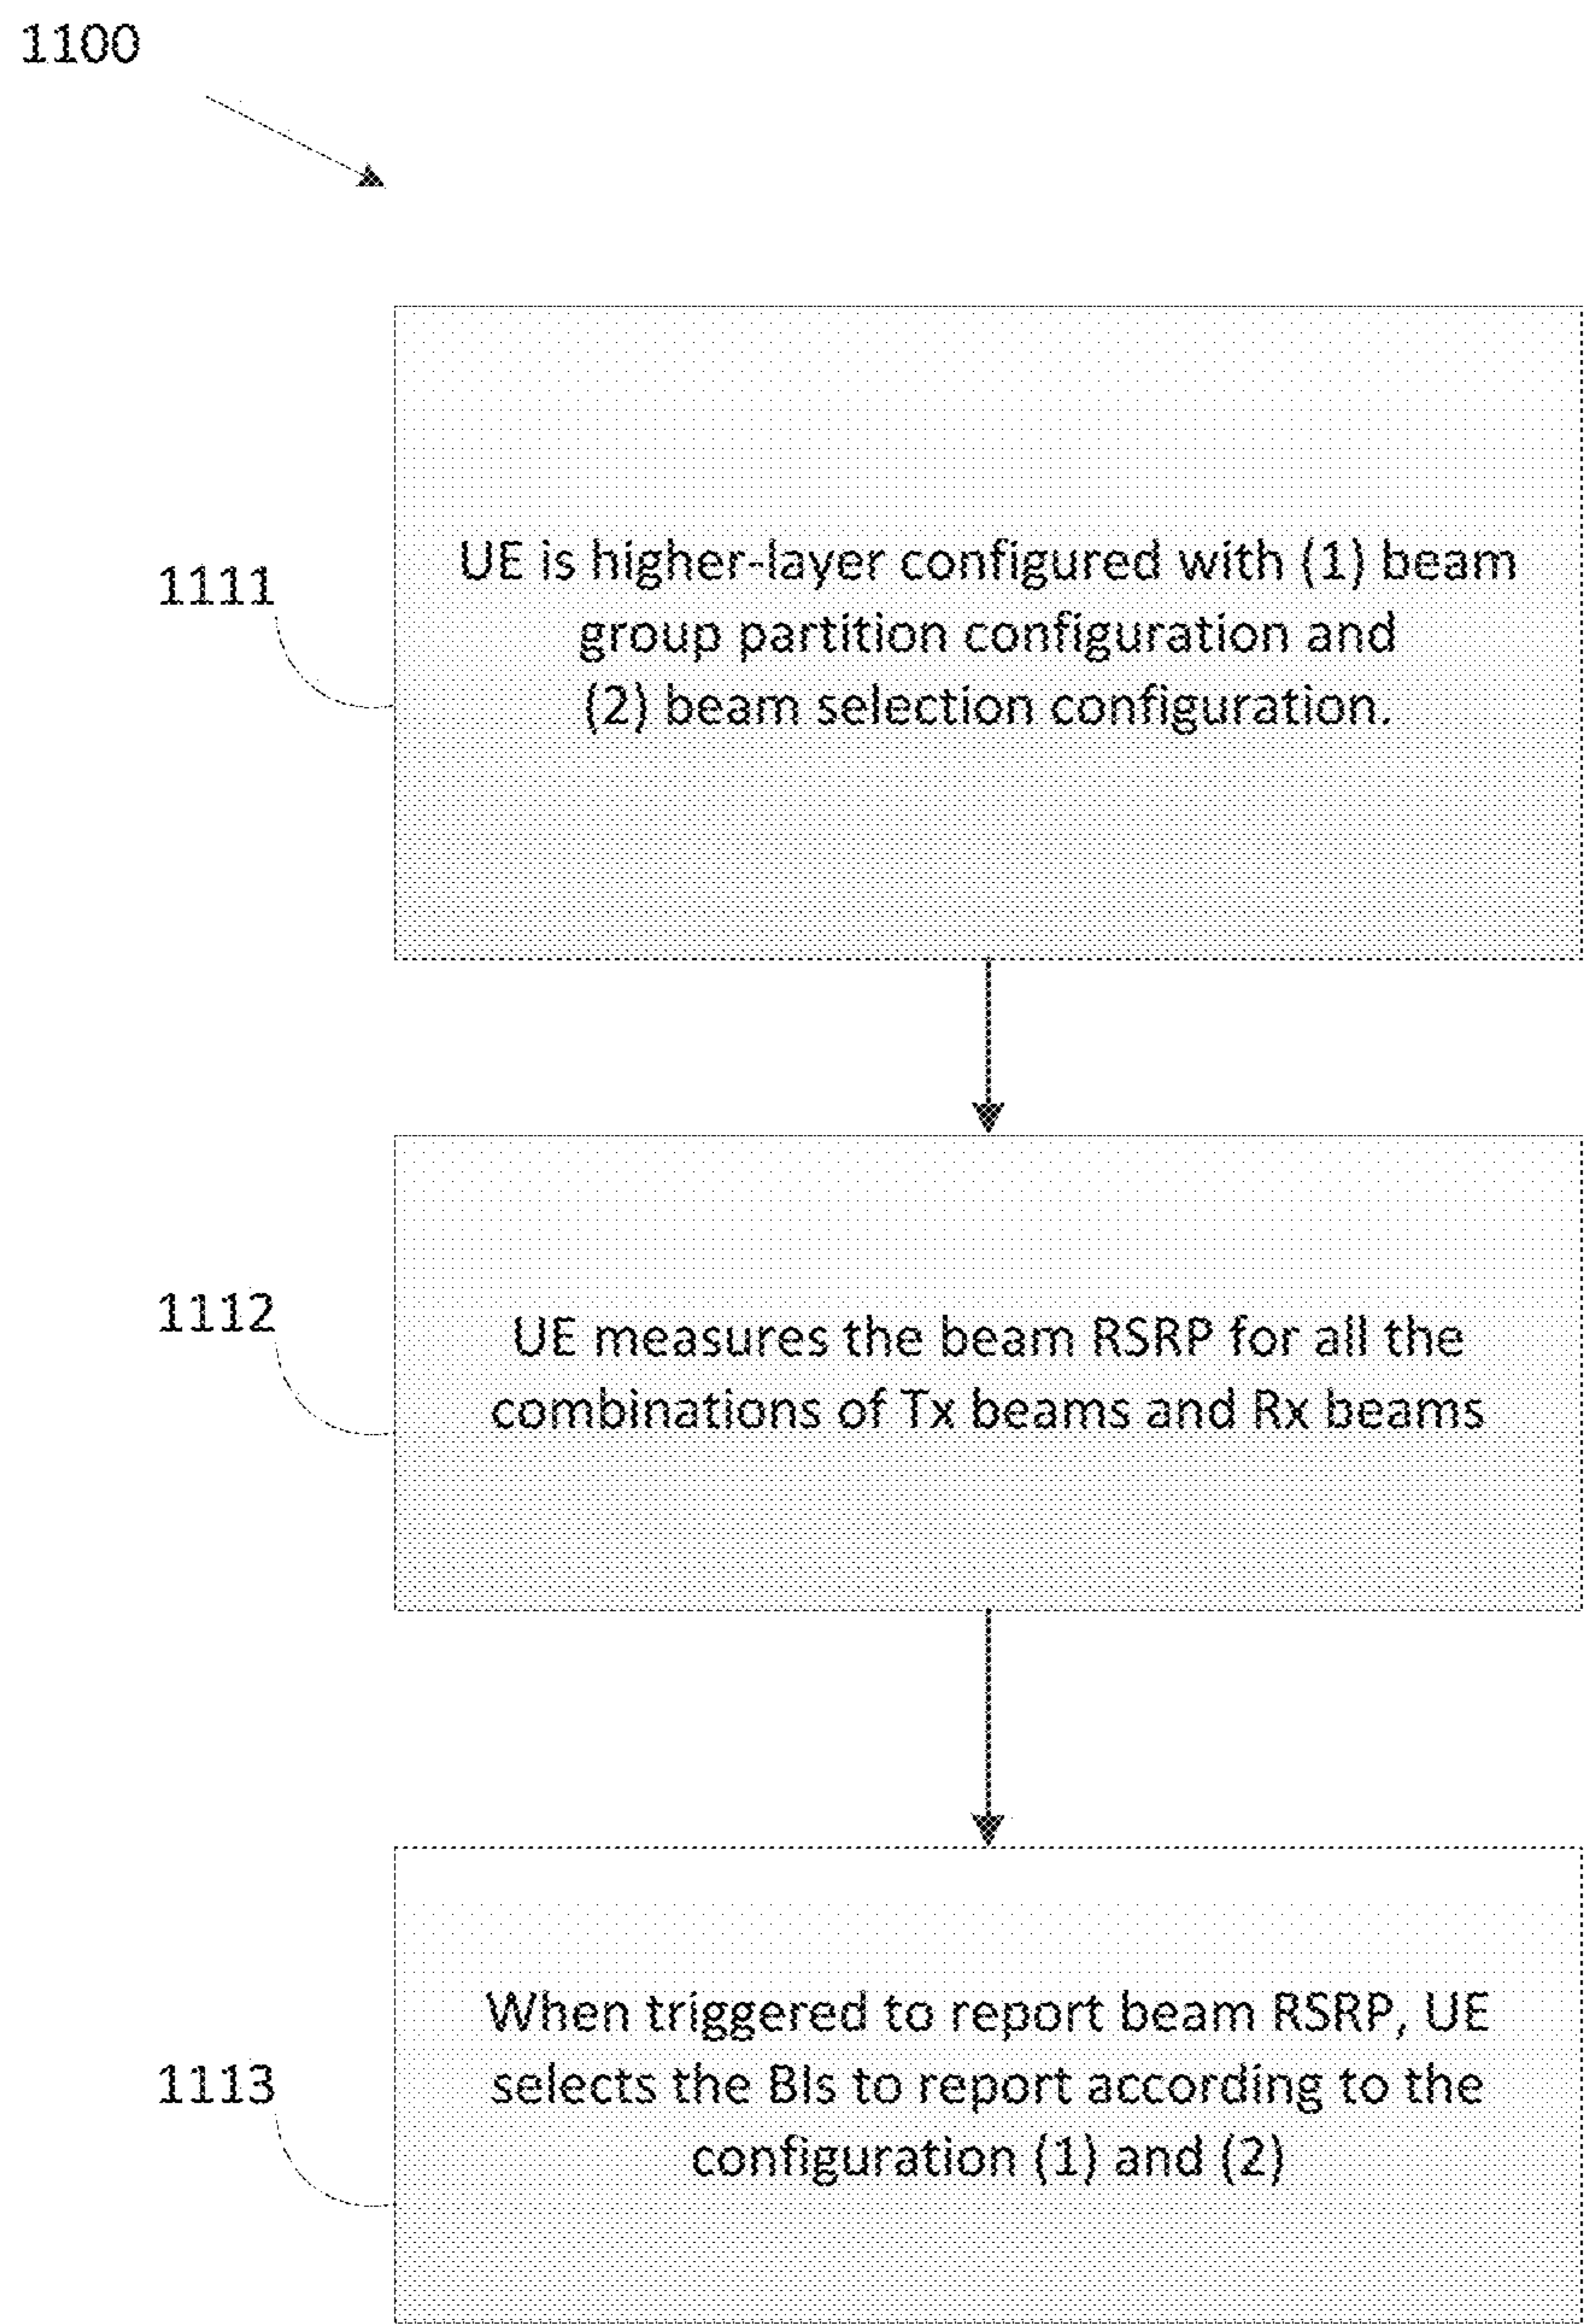 1100
1111
UE is higher-layer configured with (1) beam
group partition configuration and
(2) beam selection configuration.
1112
UE measures the beam RSRP for all the
combinations of Tx beams and Rx beams
1113
When triggered to report beam RSRP, UE
selects the BIs to report according to the
configuration (1) and (2)